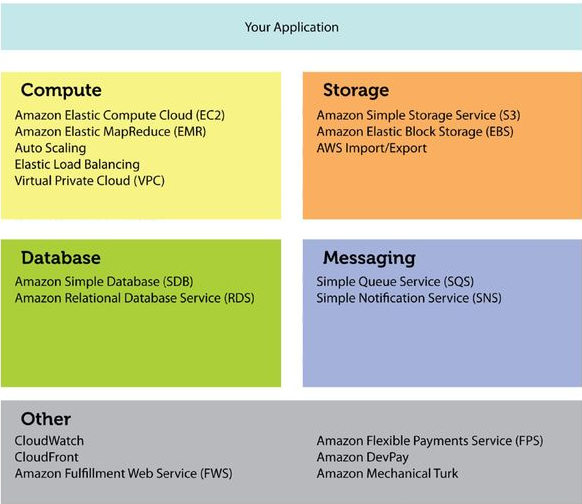 Your Application
Compute
Amazon Elastic Compute Cloud (EC2)
Amazon Elastic MapReduce (EMR)
Auto Scaling
Elastic Load Balancing
Virtual Private Cloud (VPC)
Storage
Amazon Simple Storage Service (S3)
Amazon Elastic Block Storage (EBS)
AWS Import/Export
Database
Amazon Simple Database (SDB)
Amazon Relational Database Service (RDS)
Messaging
Simple Queue Service (SQS)
Simple Notification Service (SNS)
Other
CloudWatch
CloudFront
Amazon Fulfillment Web Service (FWS)
Amazon Flexible Payments Service (FPS)
Amazon DevPay
Amazon Mechanical Turk